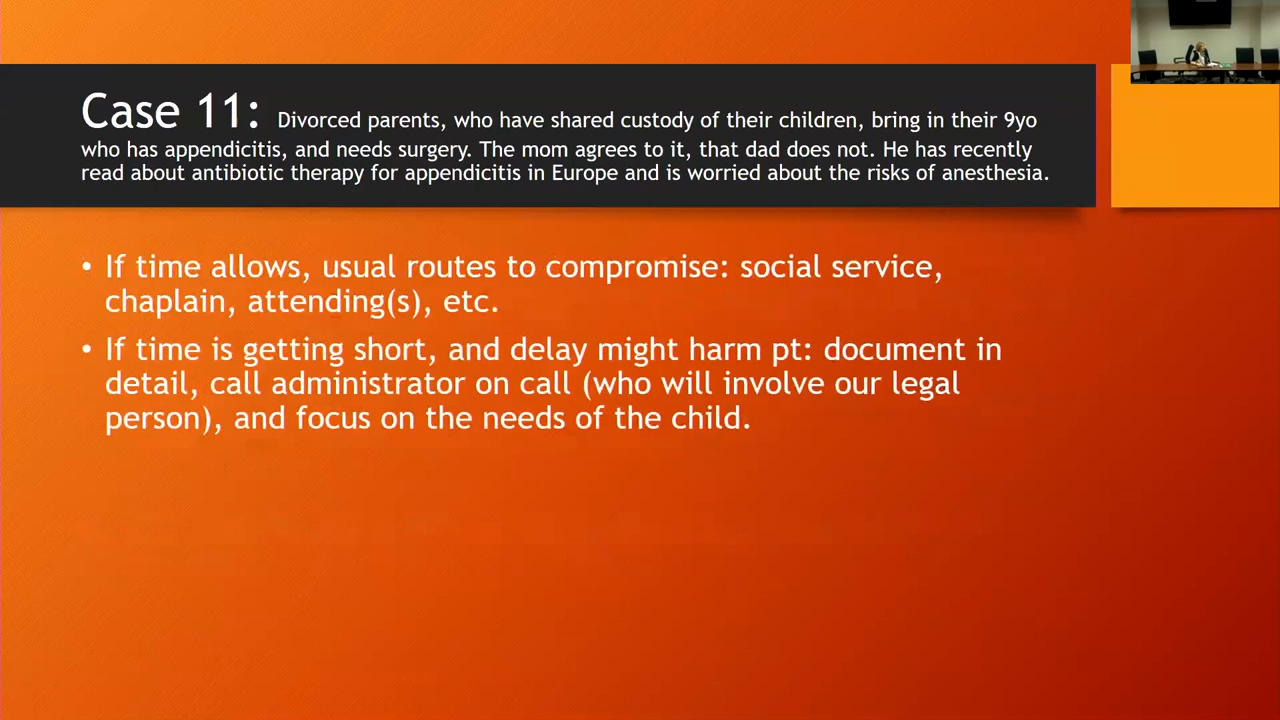 Case 11: Divorced parents, who have shared custody of their children, bring in their 9yo
who has appendicitis, and needs surgery. The mom agrees to it, that dad does not. He has recently
read about antibiotic therapy for appendicitis in Europe and is worried about the risks of anesthesia.
• If time allows, usual routes to compromise: social service,
chaplain, attending(s), etc.
• If time is getting short, and delay might harm pt: document in
detail, call administrator on call (who will involve our legal
person), and focus on the needs of the child.